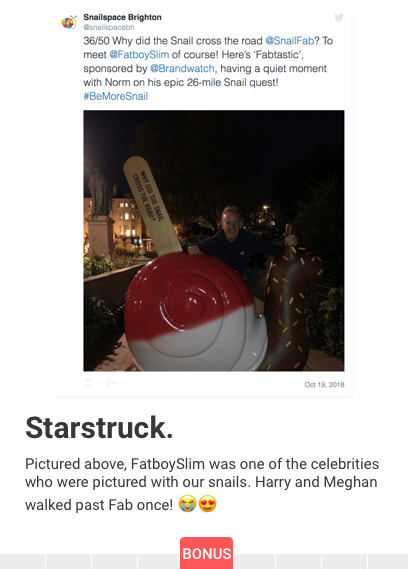 Snailspace Brighton
@snailspacebh
36/50 Why did the Snail cross the road @SnailFab? To
meet @FatboySlim of course! Here's 'Fabtastic',
sponsored by @Brandwatch, having a quiet moment
with Norm on his epic 26-mile Snail quest!
#BeMoreSnail
WHY DID THE SNAIL
CROSS THE ROAD?
Oct 19, 2018
Starstruck.
Pictured above, FatboySlim was one of the celebrities
who were pictured with our snails. Harry and Meghan
walked past Fab once! 😭😍
BONUS